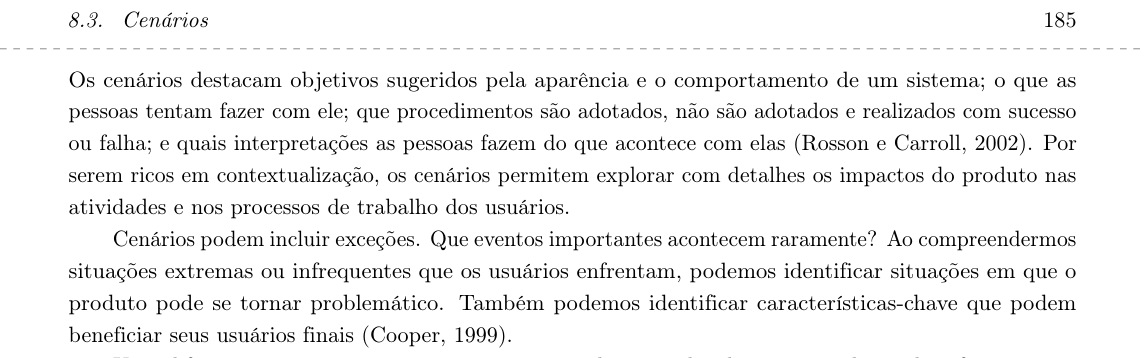 8.3. Cenários 185
Os cenários destacam objetivos sugeridos pela aparência e o comportamento de um sistema; o que as
pessoas tentam fazer com ele; que procedimentos são adotados, não são adotados e realizados com sucesso
ou falha; e quais interpretações as pessoas fazem do que acontece com elas (Rosson e Carroll, 2002). Por
serem ricos em contextualização, os cenários permitem explorar com detalhes os impactos do produto nas
atividades e nos processos de trabalho dos usuários.
Cenários podem incluir exceções. Que eventos importantes acontecem raramente? Ao compreendermos
situações extremas ou infrequentes que os usuários enfrentam, podemos identificar situações em que o
produto pode se tornar problemático. Também podemos identificar características-chave que podem
beneficiar seus usuários finais (Cooper, 1999).